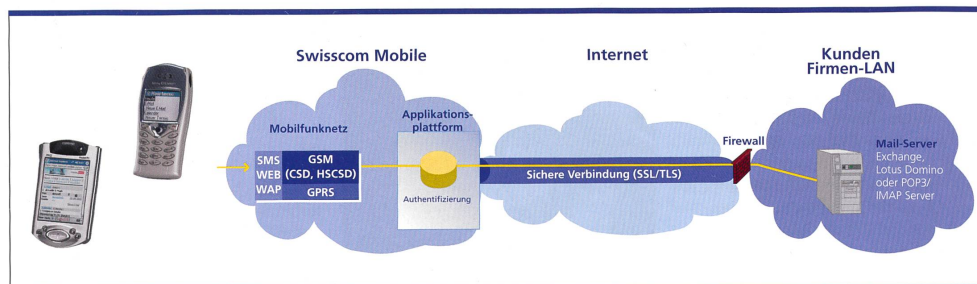 Swisscom Mobile
Internet
Kunden
Firmen-LAN
Mobilfunknetz
Applikations-
plattform
SMS
WEB
WAP
GSM
(CSD, HSCSD)
GPRS
Authentifizierung
Sichere Verbindung (SSL/TLS)
Firewall
Mail-Server
Exchange,
Lotus Domino
oder POP3/
IMAP Server